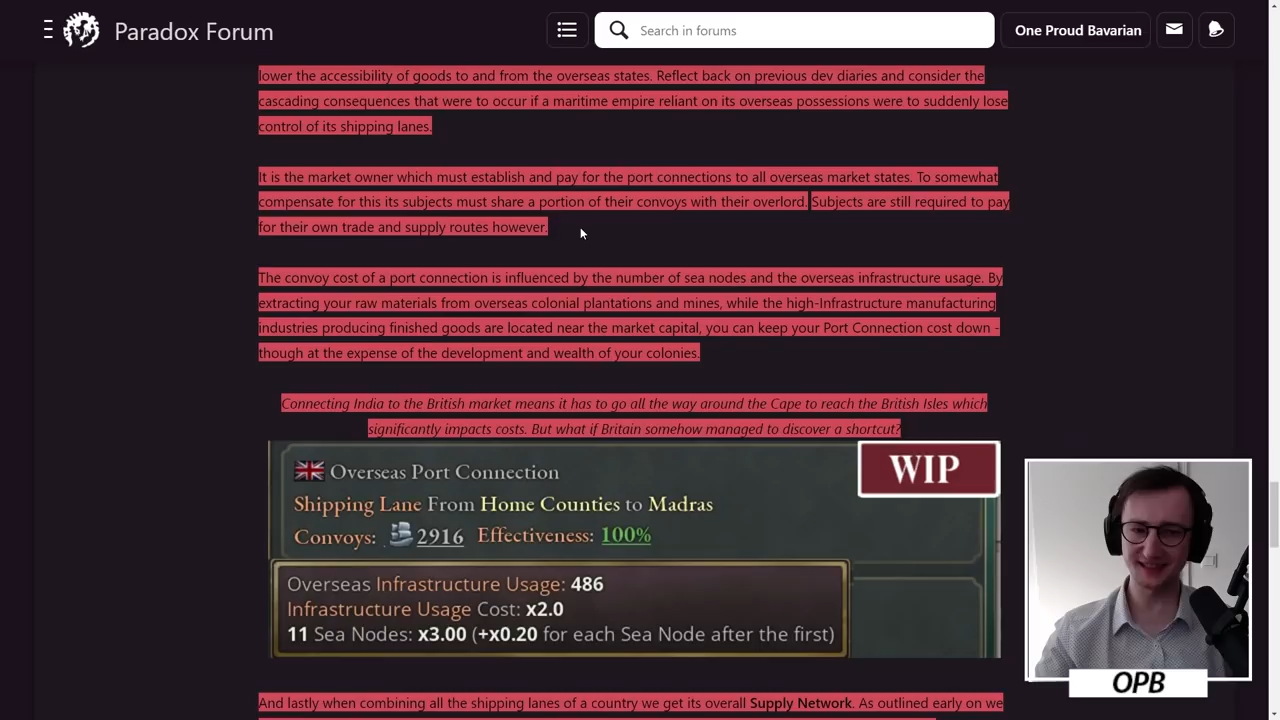 Paradox Forum
Search in forums
One Proud Bavarian
lower the accessibility of goods to and from the overseas states. Reflect back on previous dev diaries and consider the
cascading consequences that were to occur if a maritime empire reliant on its overseas possessions were to suddenly lose
control of its shipping lanes.
It is the market owner which must establish and pay for the port connections to all overseas market states. To somewhat
compensate for this its subjects must share a portion of their convoys with their overlord. Subjects are still required to pay
for their own trade and supply routes however.
The convoy cost of a port connection is influenced by the number of sea nodes and the overseas infrastructure usage. By
extracting your raw materials from overseas colonial plantations and mines, while the high-Infrastructure manufacturing
industries producing finished goods are located near the market capital, you can keep your Port Connection cost down -
though at the expense of the development and wealth of your colonies.
Connecting India to the British market means it has to go all the way around the Cape to reach the British Isles which
significantly impacts costs. But what if Britain somehow managed to discover a shortcut?
Overseas Port Connection
WIP
Shipping Lane From Home Counties to Madras
Convoys: 2916 Effectiveness: 100%
Overseas Infrastructure Usage: 486
Infrastructure Usage Cost: x2.0
11 Sea Nodes: x3.00 (+x0.20 for each Sea Node after the first)
OPB
And lastly when combining all the shipping lanes of a country we get its overall Supply Network. As outlined early on we